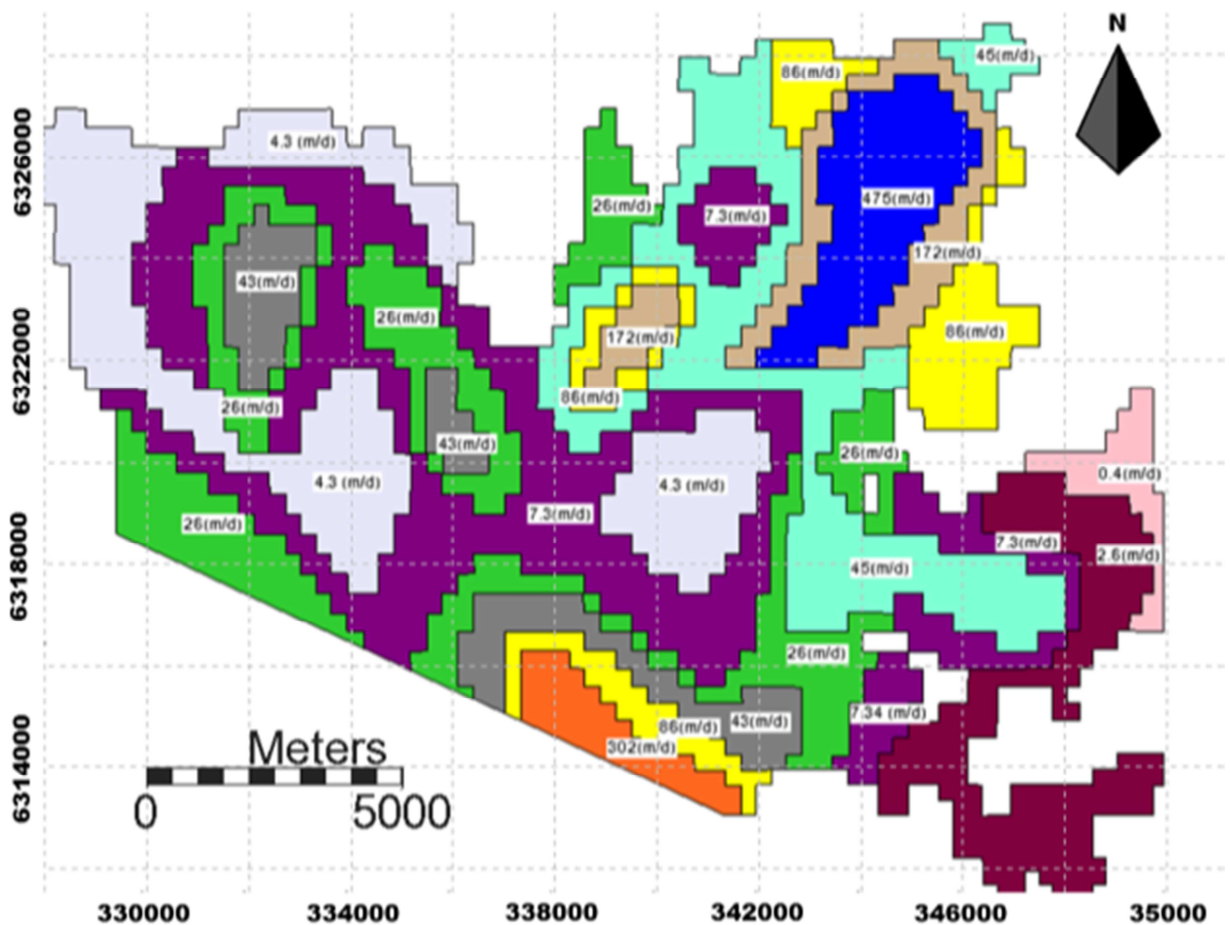 N
45(m/d)
86(m/d)
4.3 (m/d)
6326000
475(m/d)
26(m/d)
7.3(m/d)
172(m/d)
43(m/d)
26(m/d)
86(m/d)
172(m/d)
6322000
86(m/d)
26(m/d)
43(m/d)
26(m/d)
0.4(m/d)
4.3 (m/d)
4.3 (m/d)
7.3(m/d)
26(m/d)
7.3(m/d)
2.6(m/d)
6318000
45(m/d)
26(m/d)
7.34 (m/d)
43(m/d)
86(m/d)
302(m/d)
6314000
Meters
0 5000
330000 334000 338000 342000 346000 35000